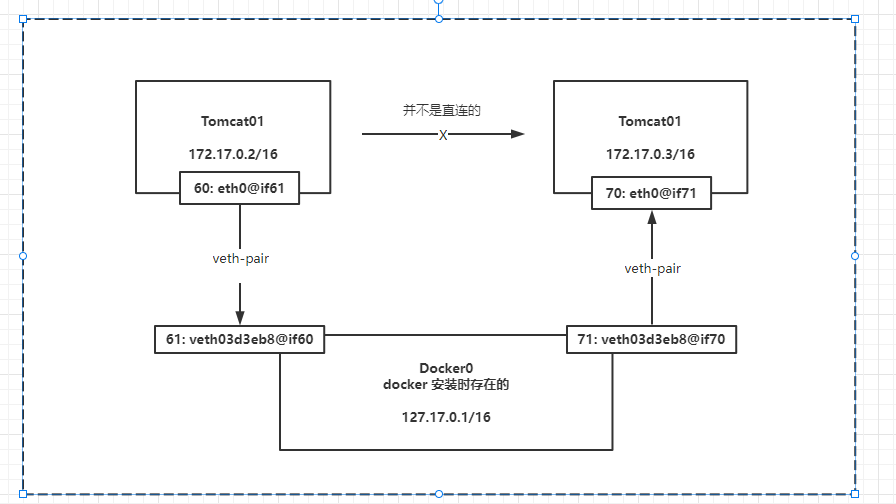 并不是直连的
X
Tomcat01
172.17.0.2/16
60: eth0@if61
Tomcat01
172.17.0.3/16
70: eth0@if71
veth-pair
veth-pair
61: veth03d3eb8@if60
71: veth03d3eb8@if70
Docker0
docker 安装时存在的
127.17.0.1/16